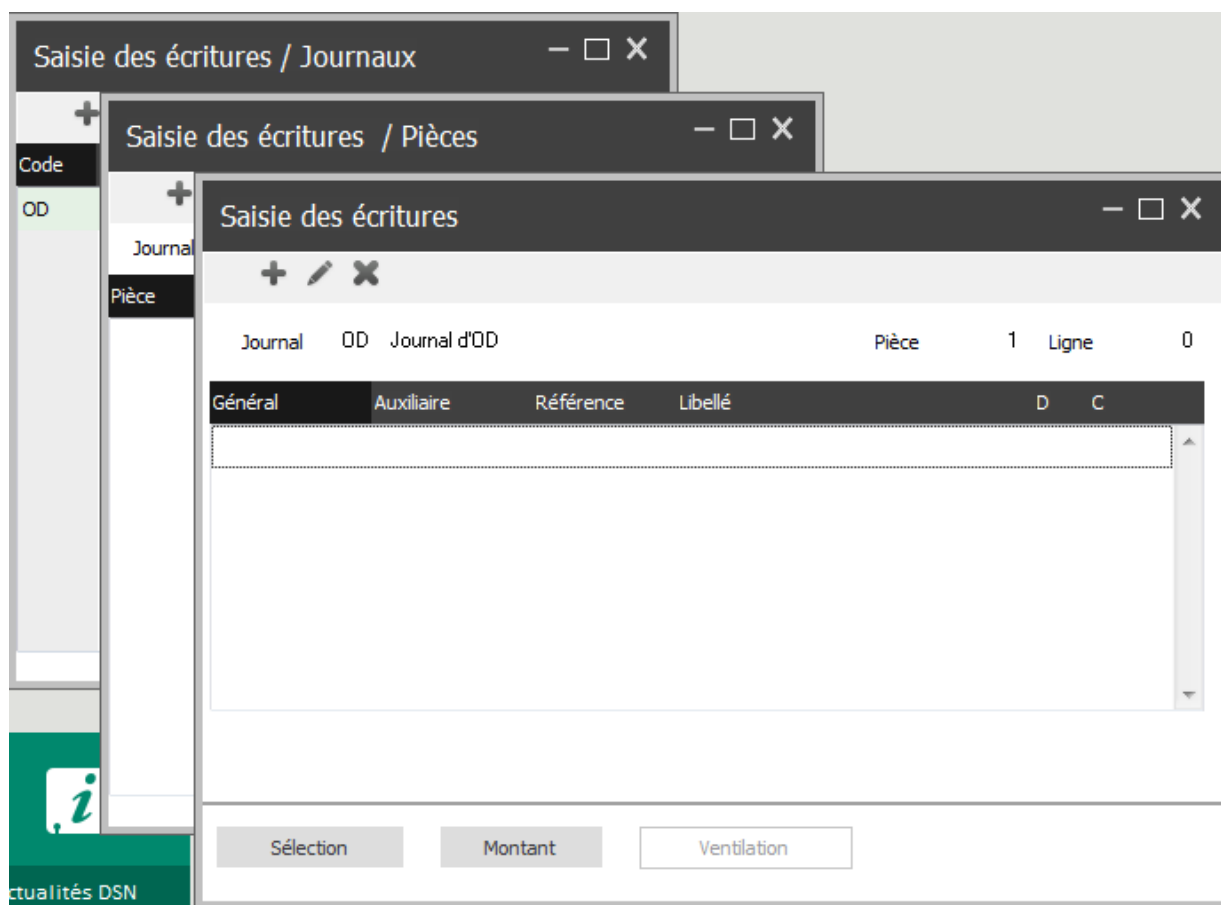 Saisie des écritures / Journaux
Code
OD
Saisie des écritures / Pièces
Journal
Pièce
Saisie des écritures
Journal OD Journal d'OD Pièce 1 Ligne 0
Général Auxiliaire Référence Libellé D C
Sélection Montant Ventilation
i
ctualités DSN